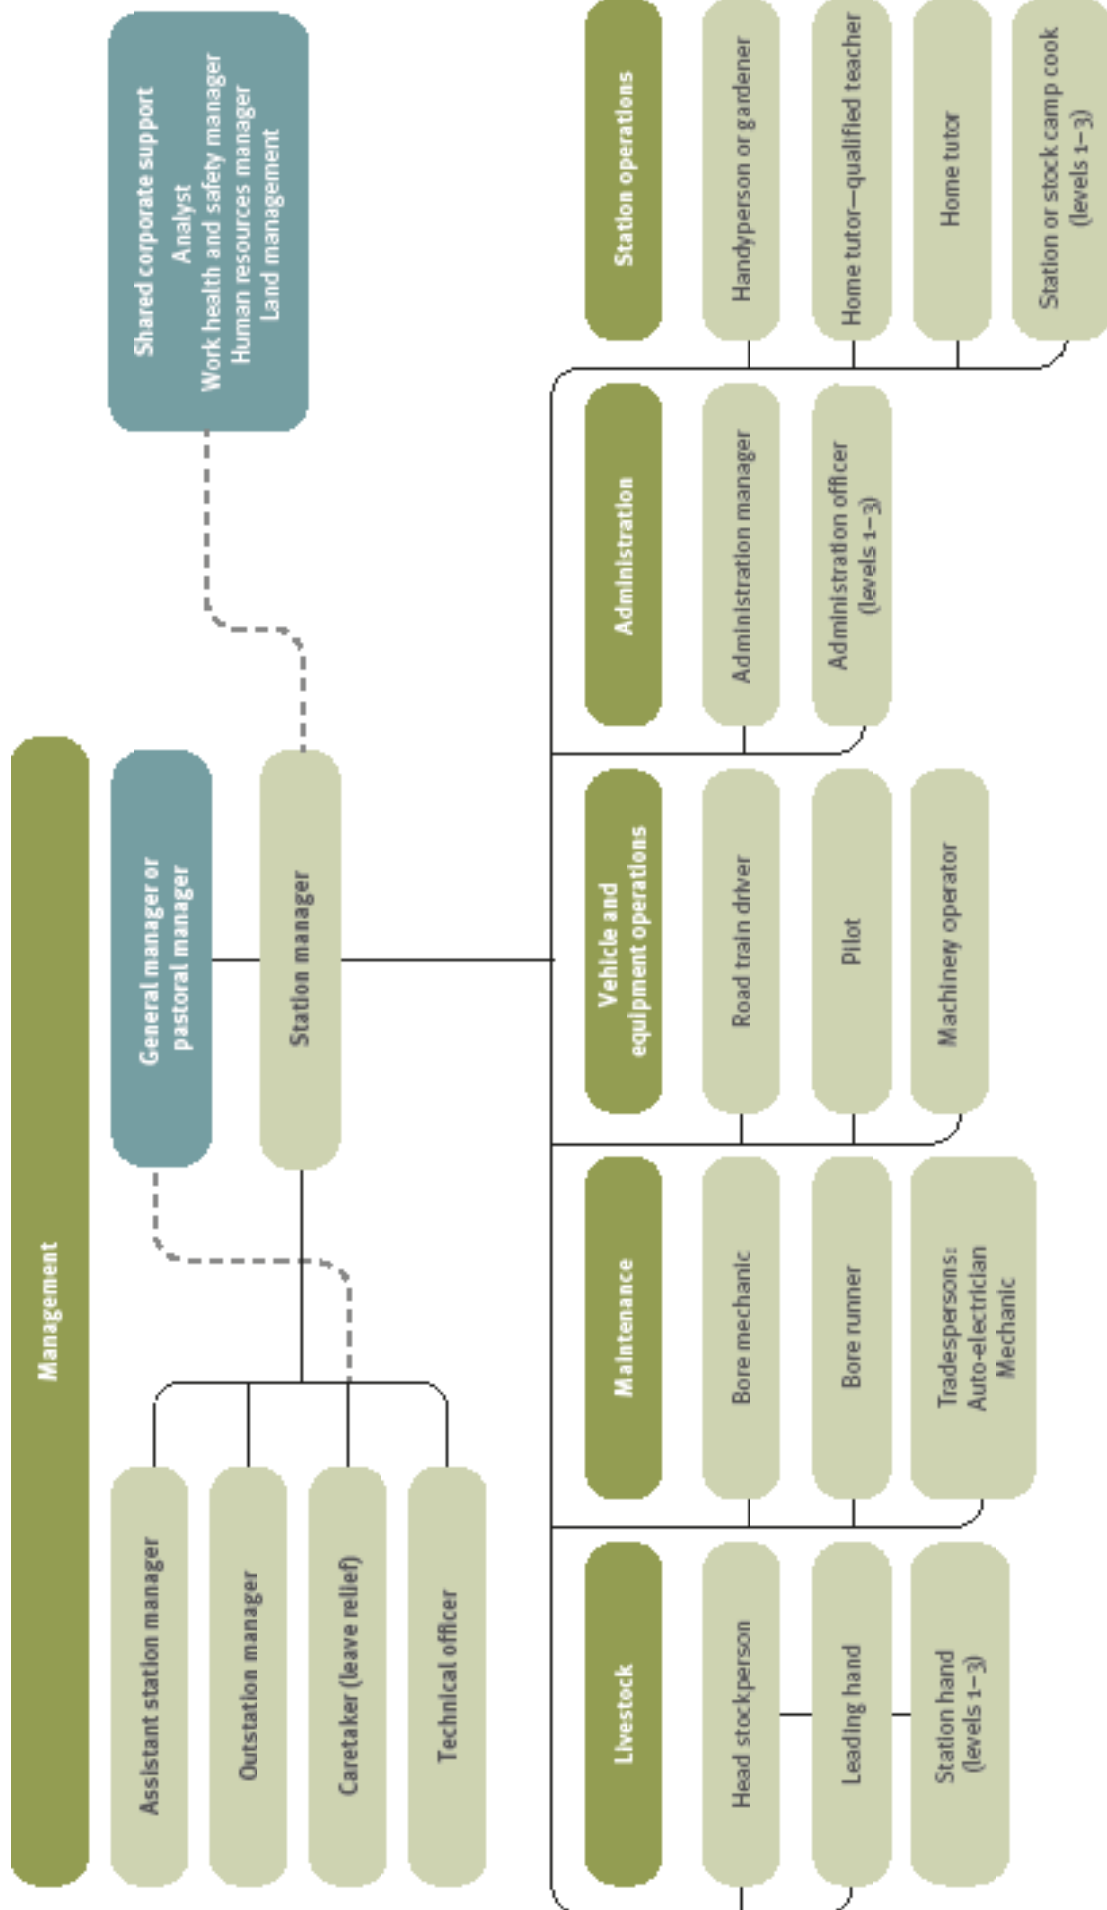 Management
General manager or
pastoral manager
Shared corporate support
Analyst
Work health and safety manager
Human resources manager
Land management
Station manager
Assistant station manager
Outstation manager
Caretaker (leave relief)
Technical officer
Livestock
Head stockperson
Leading hand
Station hand
(levels 1–3)
Maintenance
Bore mechanic
Bore runner
Tradespersons:
Auto-electrician
Mechanic
Vehicle and
equipment operations
Road train driver
Pilot
Machinery operator
Administration
Administration manager
Administration officer
(levels 1–3)
Station operations
Handyperson or gardener
Home tutor—qualified teacher
Home tutor
Station or stock camp cook
(levels 1–3)